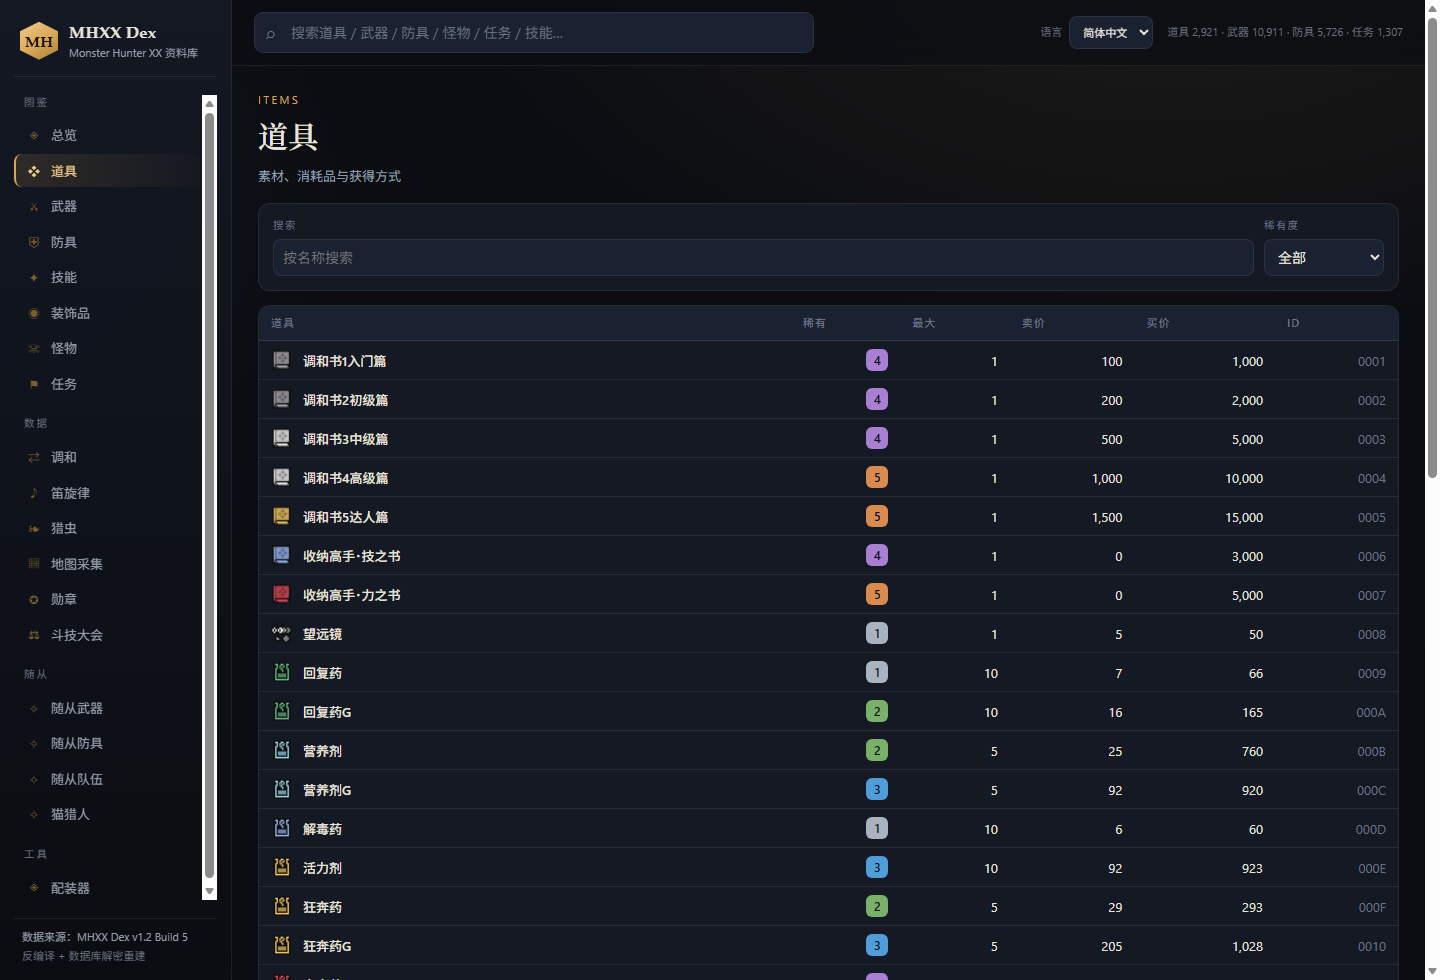 MH
MHXX Dex
Monster Hunter XX 资料库
图鉴
总览
道具
武器
防具
技能
装饰品
怪物
任务
数据
调和
笛旋律
猎虫
地图采集
勋章
斗技大会
随从
随从武器
随从防具
随从队伍
猫猎人
工具
配装器
数据来源：MHXX Dex v1.2 Build 5
反编译 + 数据库解密重建
搜索道具 / 武器 / 防具 / 怪物 / 任务 / 技能...
语言 简体中文 道具 2,921 · 武器 10,911 · 防具 5,726 · 任务 1,307
ITEMS
道具
素材、消耗品与获得方式
搜索 稀有度
按名称搜索 全部
道具 稀有 最大 卖价 买价 ID
调和书1入门篇 4 1 100 1,000 0001
调和书2初级篇 4 1 200 2,000 0002
调和书3中级篇 4 1 500 5,000 0003
调和书4高级篇 5 1 1,000 10,000 0004
调和书5达人篇 5 1 1,500 15,000 0005
收纳高手·技之书 4 1 0 3,000 0006
收纳高手·力之书 5 1 0 5,000 0007
望远镜 1 1 5 50 0008
回复药 1 10 7 66 0009
回复药G 2 10 16 165 000A
营养剂 2 5 25 760 000B
营养剂G 3 5 92 920 000C
解毒药 1 10 6 60 000D
活力剂 3 10 92 923 000E
狂奔药 2 5 29 293 000F
狂奔药G 3 5 205 1,028 0010